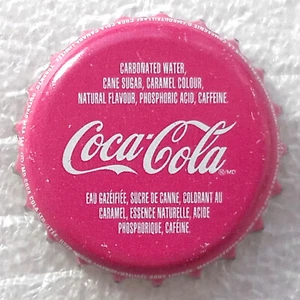 CARBONATED WATER,
CANE SUGAR, CARAMEL COLOUR,
NATURAL FLAVOUR, PHOSPHORIC ACID, CAFFEINE.
Coca-Cola
®MD
EAU GAZÉIFIÉE, SUCRE DE CANNE, COLORANT AU
CARAMEL, ESSENCE NATURELLE, ACIDE
PHOSPHORIQUE, CAFÉINE.